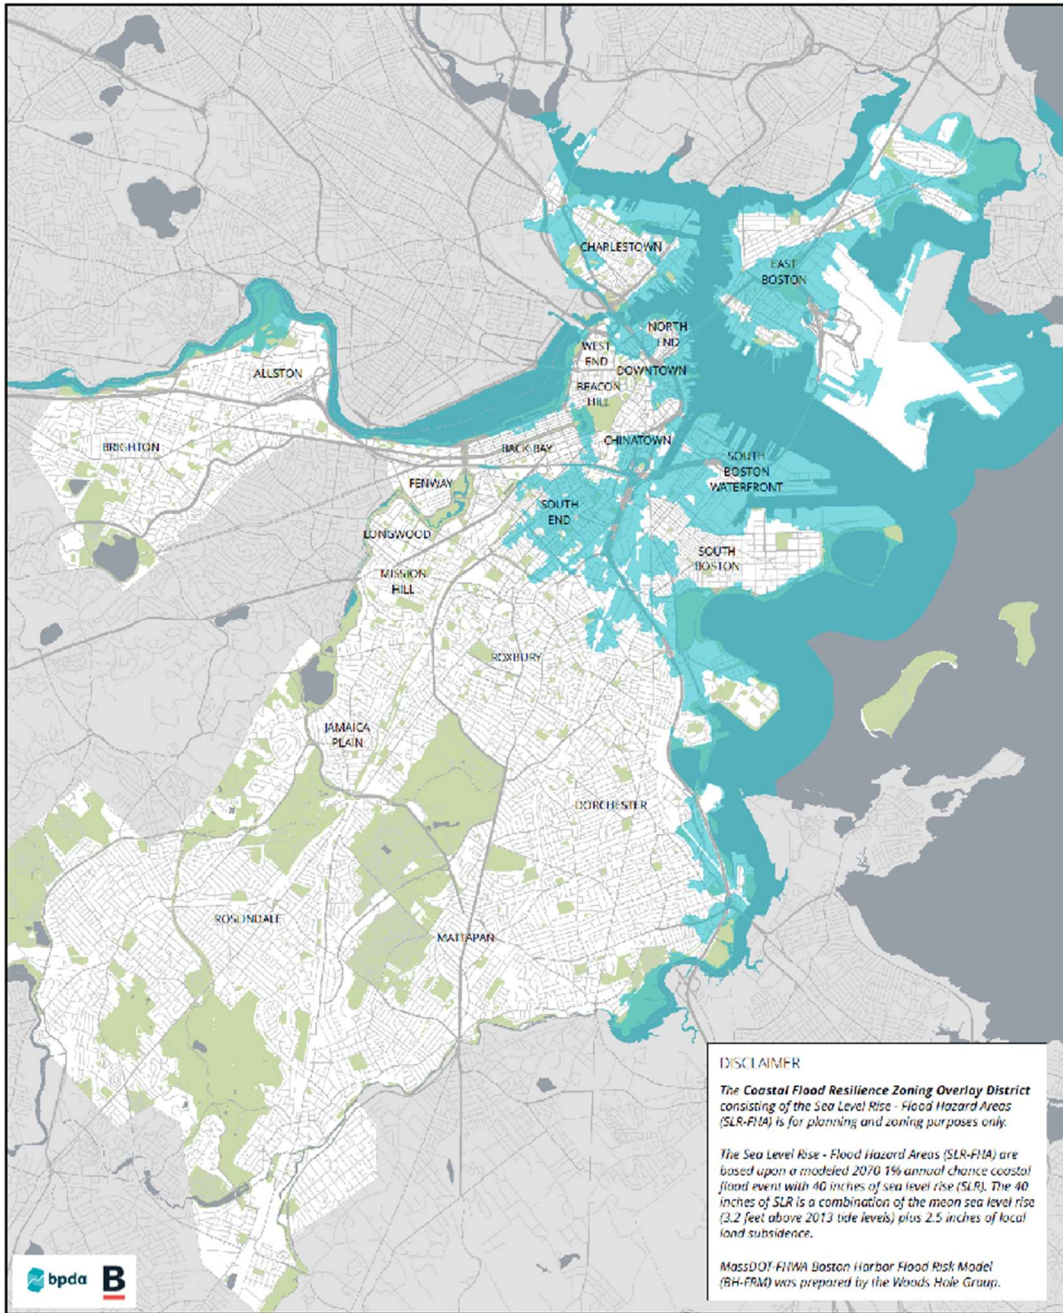 CHARLESTOWN
EAST
BOSTON
NORTH
END
WEST
END
DOWNTOWN
ALLSTON
BEACON
HILL
BRIGHTON
BACK BAY
CHINATOWN
SOUTH
BOSTON
WATERFRONT
FENWAY
SOUTH
END
LONGWOOD
SOUTH
BOSTON
MISSION
HILL
ROXBURY
JAMAICA
PLAIN
DORCHESTER
ROSLINDALE
MATTAPAN
DISCLAIMER
The Coastal Flood Resilience Zoning Overlay District
consisting of the Sea Level Rise - Flood Hazard Areas
(SLR-FHA) is for planning and zoning purposes only.
The Sea Level Rise - Flood Hazard Areas (SLR-FHA) are
based upon a modeled 2070 1% annual chance coastal
flood event with 40 inches of sea level rise (SLR). The 40
inches of SLR is a combination of the mean sea level rise
(3.2 feet above 2013 tide levels) plus 2.5 inches of local
land subsidence.
MassDOT-FHWA Boston Harbor Flood Risk Model
(BH-FRM) was prepared by the Woods Hole Group.
bpda B